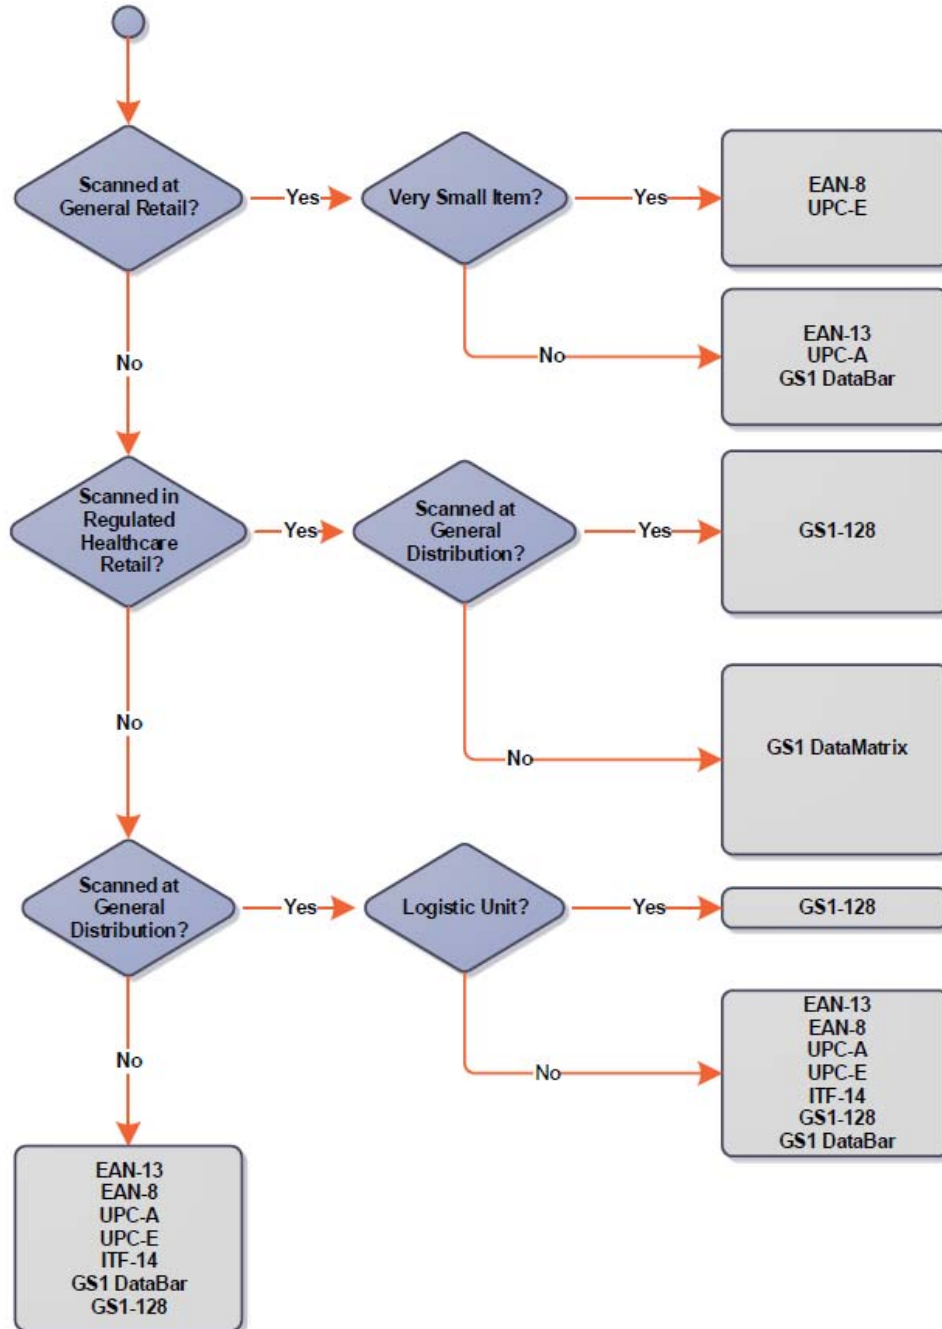 Scanned at
General Retail?
Yes
Very Small Item?
Yes
EAN-8
UPC-E
No
EAN-13
UPC-A
GS1 DataBar
No
Scanned in
Regulated
Healthcare
Retail?
Yes
Scanned at
General
Distribution?
Yes
GS1-128
No
GS1 DataMatrix
No
Scanned at
General
Distribution?
Yes
Logistic Unit?
Yes
GS1-128
No
EAN-13
EAN-8
UPC-A
UPC-E
ITF-14
GS1-128
GS1 DataBar
No
EAN-13
EAN-8
UPC-A
UPC-E
ITF-14
GS1 DataBar
GS1-128